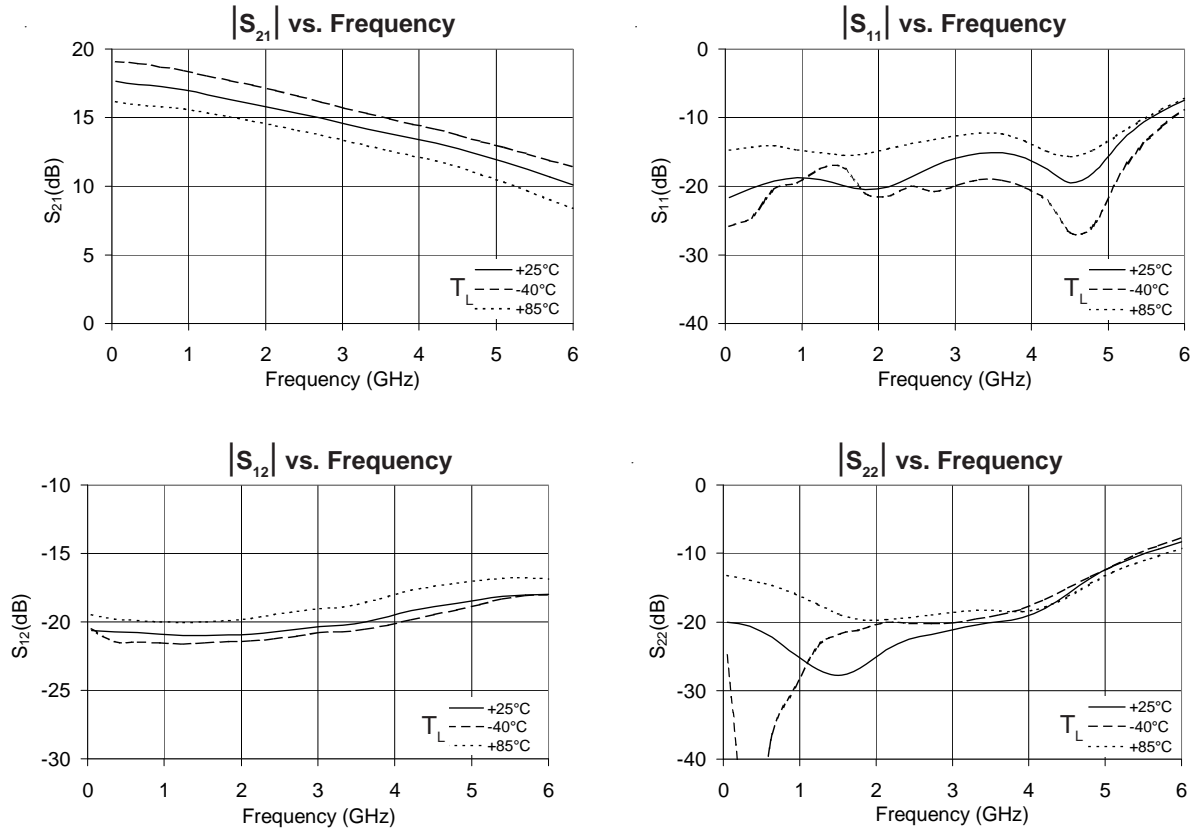 |S21| vs. Frequency
20
15
10
5
0
S21(dB)
TL
+25°C
-40°C
+85°C
0 1 2 3 4 5 6
Frequency (GHz)
|S11| vs. Frequency
0
-10
-20
-30
-40
S11(dB)
TL
+25°C
-40°C
+85°C
0 1 2 3 4 5 6
Frequency (GHz)
|S12| vs. Frequency
-10
-15
-20
-25
-30
S12(dB)
TL
+25°C
-40°C
+85°C
0 1 2 3 4 5 6
Frequency (GHz)
|S22| vs. Frequency
0
-10
-20
-30
-40
S22(dB)
TL
+25°C
-40°C
+85°C
0 1 2 3 4 5 6
Frequency (GHz)